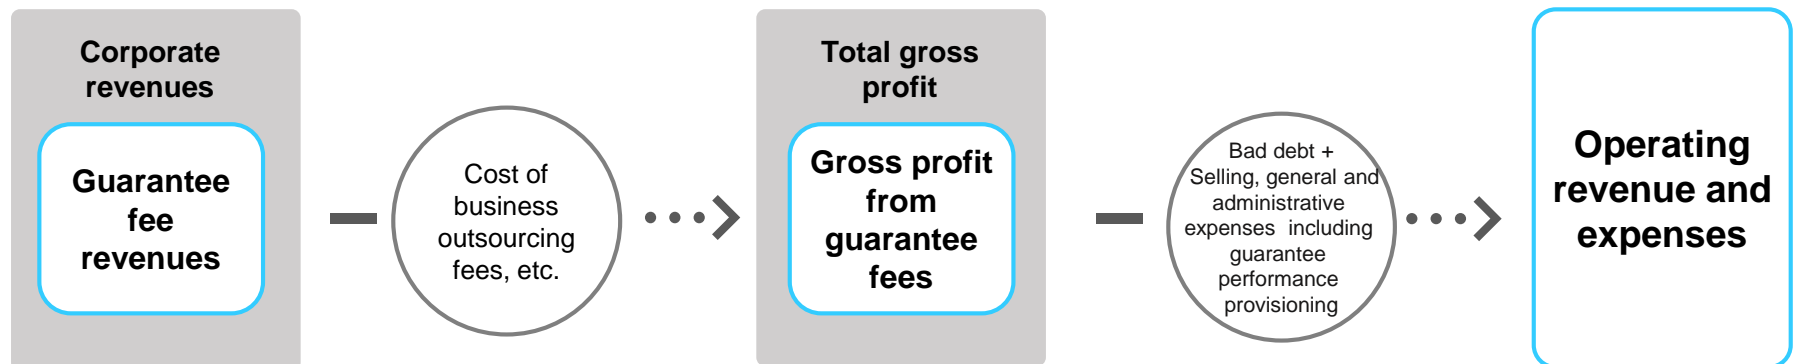 Corporate
revenues
Guarantee
fee
revenues
Cost of
business
outsourcing
fees, etc.
Total gross
profit
Gross profit
from
guarantee
fees
Bad debt +
Selling, general and
administrative
expenses including
guarantee
performance
provisioning
Operating
revenue and
expenses